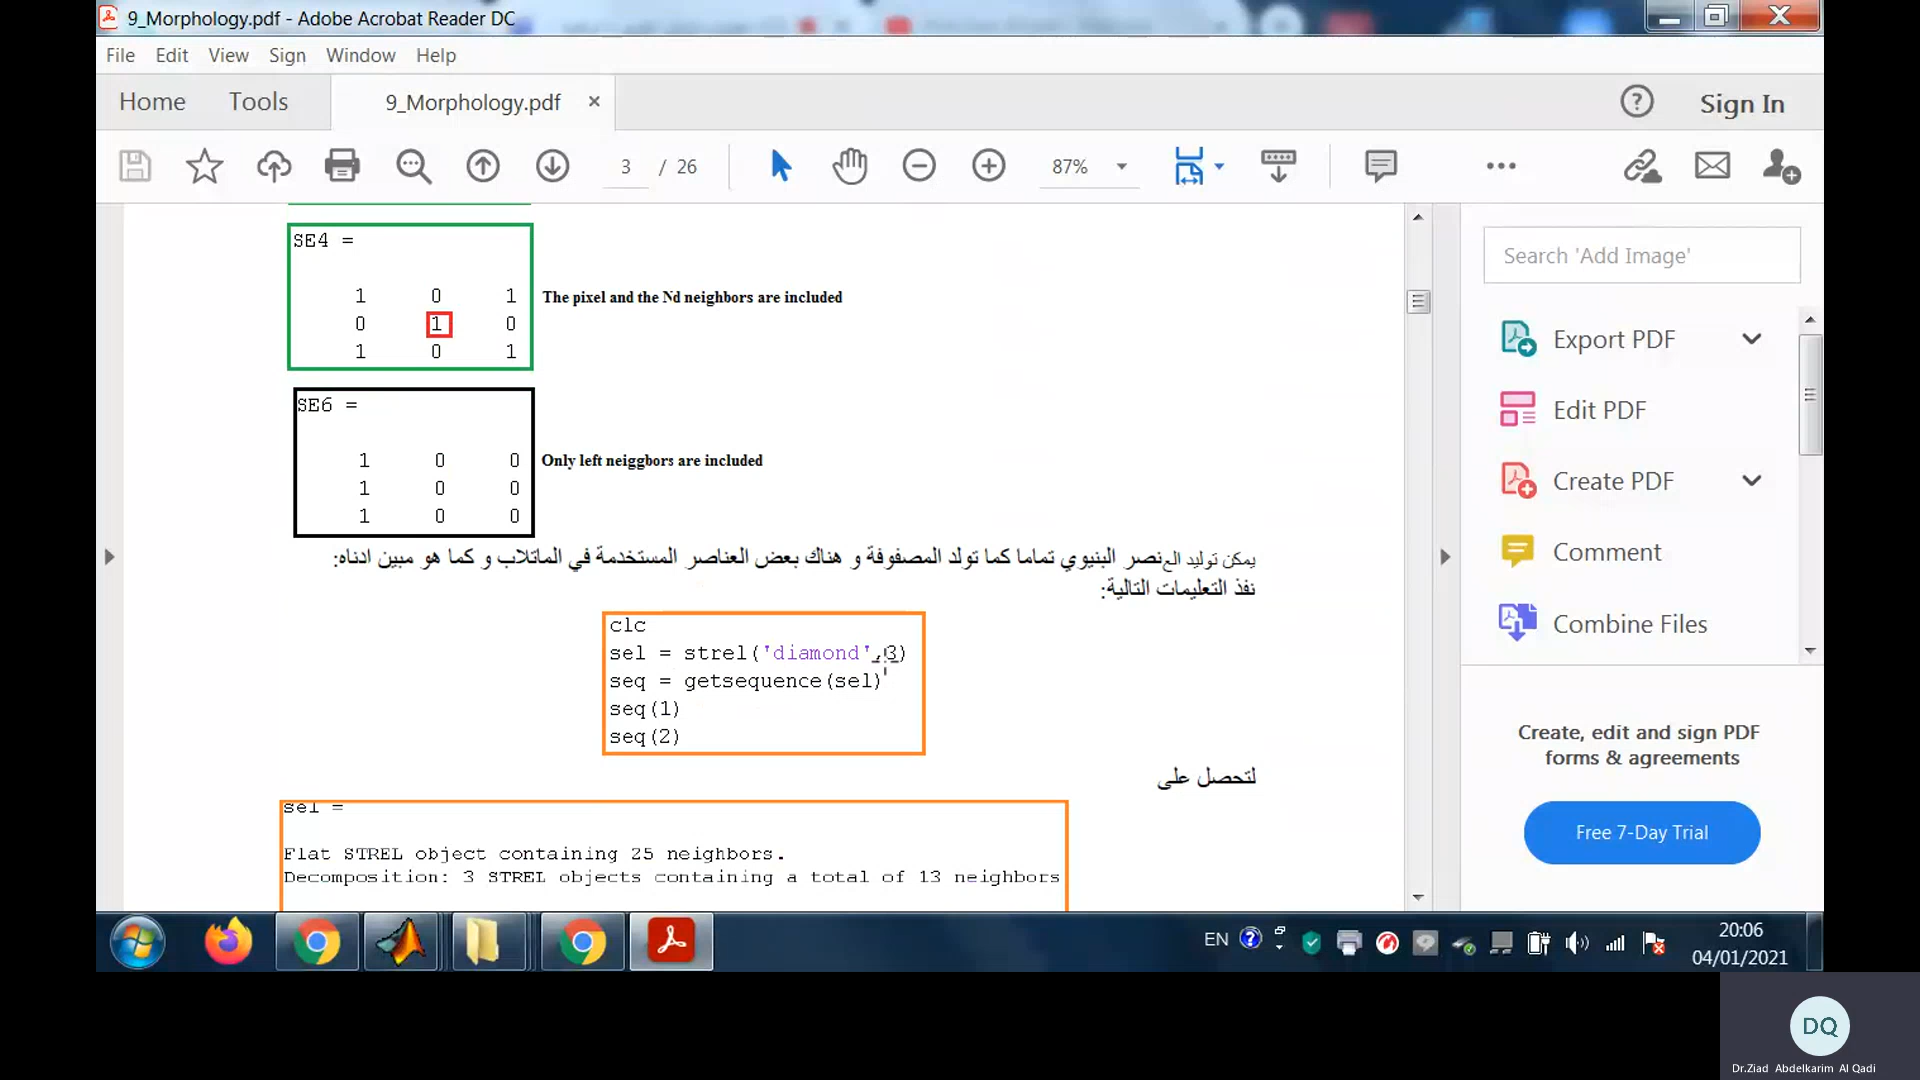 9_Morphology.pdf - Adobe Acrobat Reader DC
File Edit View Sign Window Help
Home Tools 9_Morphology.pdf × Sign In
3 / 26 87%
SE4 =
1 0 1
0 1 0
1 0 1
The pixel and the Nd neighbors are included
SE6 =
1 0 0
1 0 0
1 0 0
Only left neiggbors are included
يمكن توليد العنصر البنيوي تماما كما تولد المصفوفة و هناك بعض العناصر المستخدمة في الماتلاب و كما هو مبين ادناه:
نفذ التعليمات التالية:
clc
sel = strel('diamond',3)
seq = getsequence(sel)
seq(1)
seq(2)
لتحصل على
sel =
Flat STREL object containing 25 neighbors.
Decomposition: 3 STREL objects containing a total of 13 neighbors
Search 'Add Image'
Export PDF
Edit PDF
Create PDF
Comment
Combine Files
Create, edit and sign PDF
forms & agreements
Free 7-Day Trial
EN
20:06
04/01/2021
DQ
Dr.Ziad Abdelkarim Al Qadi